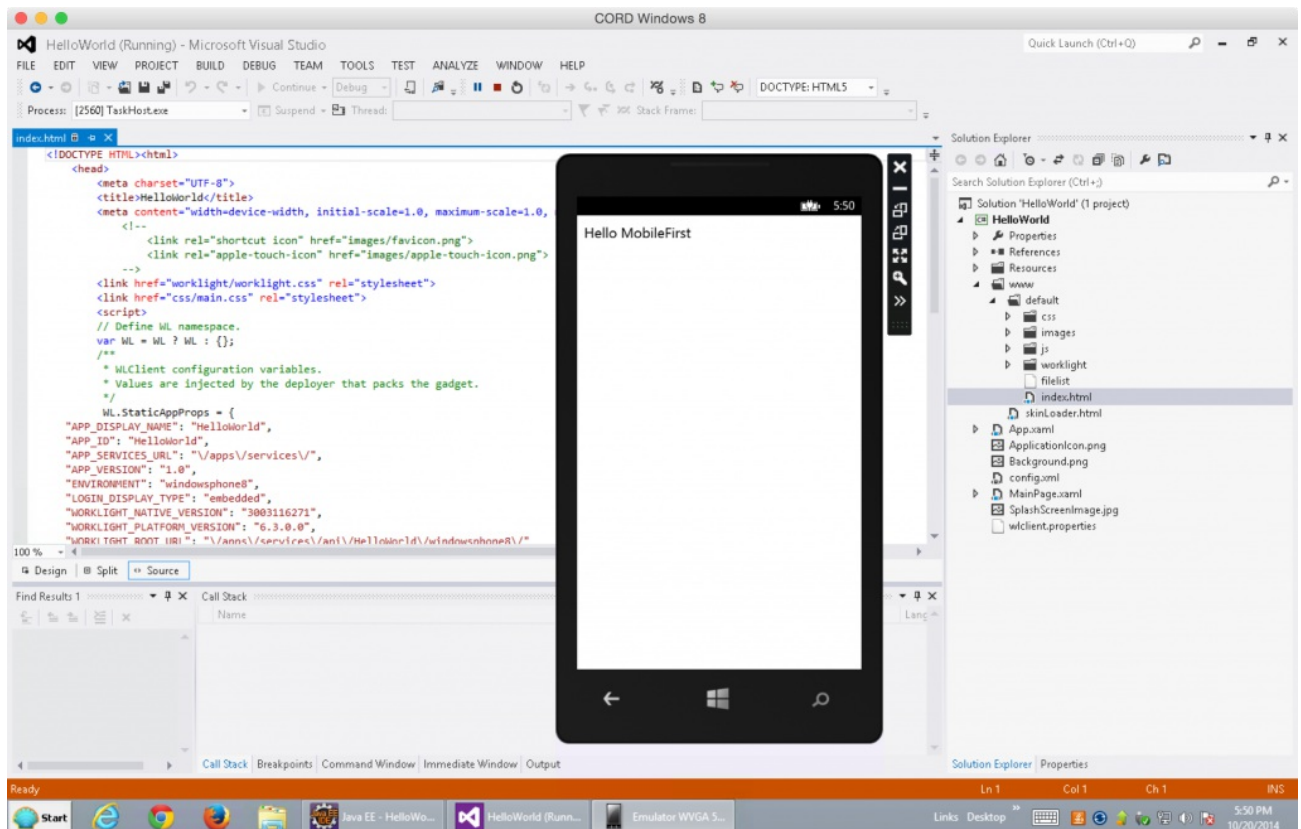 CORD Windows 8
HelloWorld (Running) - Microsoft Visual Studio
Quick Launch (Ctrl+Q)
FILE EDIT VIEW PROJECT BUILD DEBUG TEAM TOOLS TEST ANALYZE WINDOW HELP
Continue Debug DOCTYPE: HTML5
Process: [2560] TaskHost.exe Suspend Thread: Stack Frame:
index.html
<!DOCTYPE HTML><html>
<head>
<meta charset="UTF-8">
<title>HelloWorld</title>
<meta content="width=device-width, initial-scale=1.0, maximum-scale=1.0,
<!--
<link rel="shortcut icon" href="images/favicon.png">
<link rel="apple-touch-icon" href="images/apple-touch-icon.png">
-->
<link href="worklight/worklight.css" rel="stylesheet">
<link href="css/main.css" rel="stylesheet">
<script>
// Define WL namespace.
var WL = WL ? WL : {};
/**
* WLClient configuration variables.
* Values are injected by the deployer that packs the gadget.
*/
WL.StaticAppProps = {
"APP_DISPLAY_NAME": "HelloWorld",
"APP_ID": "HelloWorld",
"APP_SERVICES_URL": "\/apps\/services\/",
"APP_VERSION": "1.0",
"ENVIRONMENT": "windowsphone8",
"LOGIN_DISPLAY_TYPE": "embedded",
"WORKLIGHT_NATIVE_VERSION": "3003116271",
"WORKLIGHT_PLATFORM_VERSION": "6.3.0.0",
"WORKLIGHT_ROOT_URL": "\/apps\/services\/api\/HelloWorld\/windowsphone8\/"
100 %
Design Split Source
5:50
Hello MobileFirst
Solution Explorer
Search Solution Explorer (Ctrl+;)
Solution 'HelloWorld' (1 project)
HelloWorld
Properties
References
Resources
www
default
css
images
js
worklight
filelist
index.html
skinLoader.html
App.xaml
ApplicationIcon.png
Background.png
config.xml
MainPage.xaml
SplashScreenImage.jpg
wlclient.properties
Find Results 1
Call Stack
Name
Lang
Call Stack Breakpoints Command Window Immediate Window Output
Solution Explorer Properties
Ready Ln 1 Col 1 Ch 1 INS
Start Java EE - HelloWo... HelloWorld (Runn... Emulator WVGA 5... Links Desktop 5:50 PM
10/20/2014